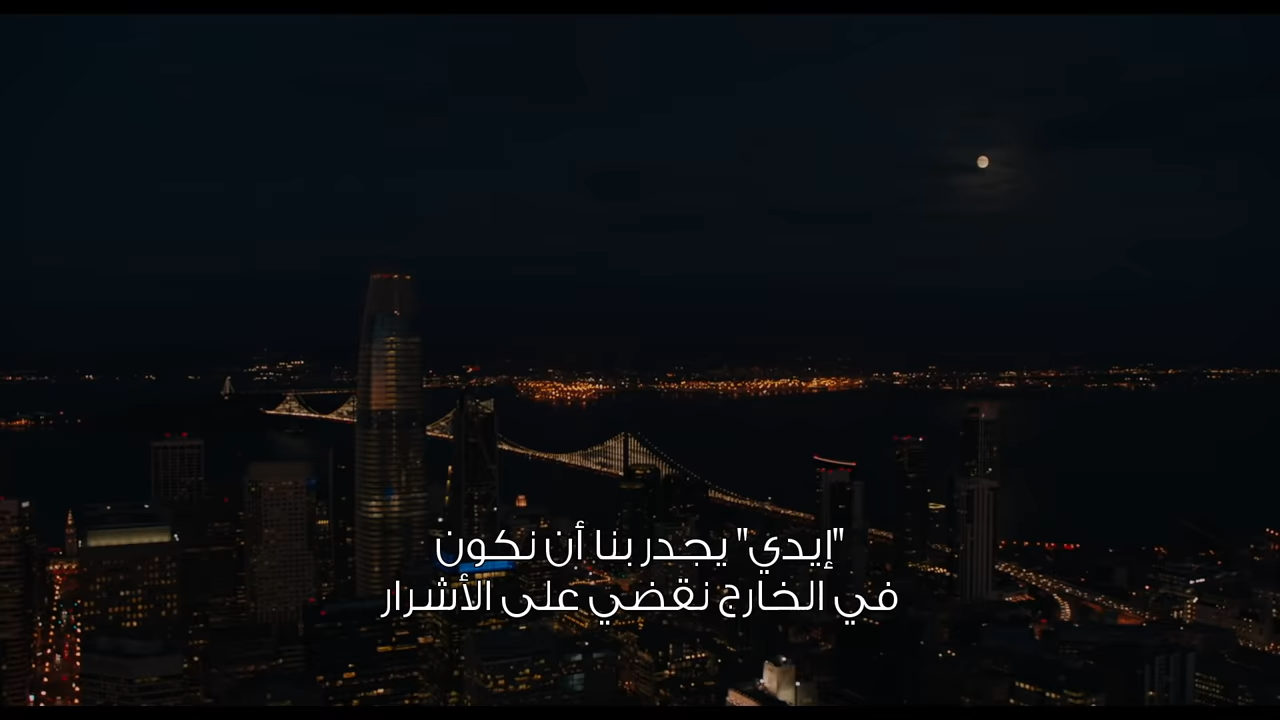 "إيدي" يجدر بنا أن نكون
في الخارج نقضي على الأشرار